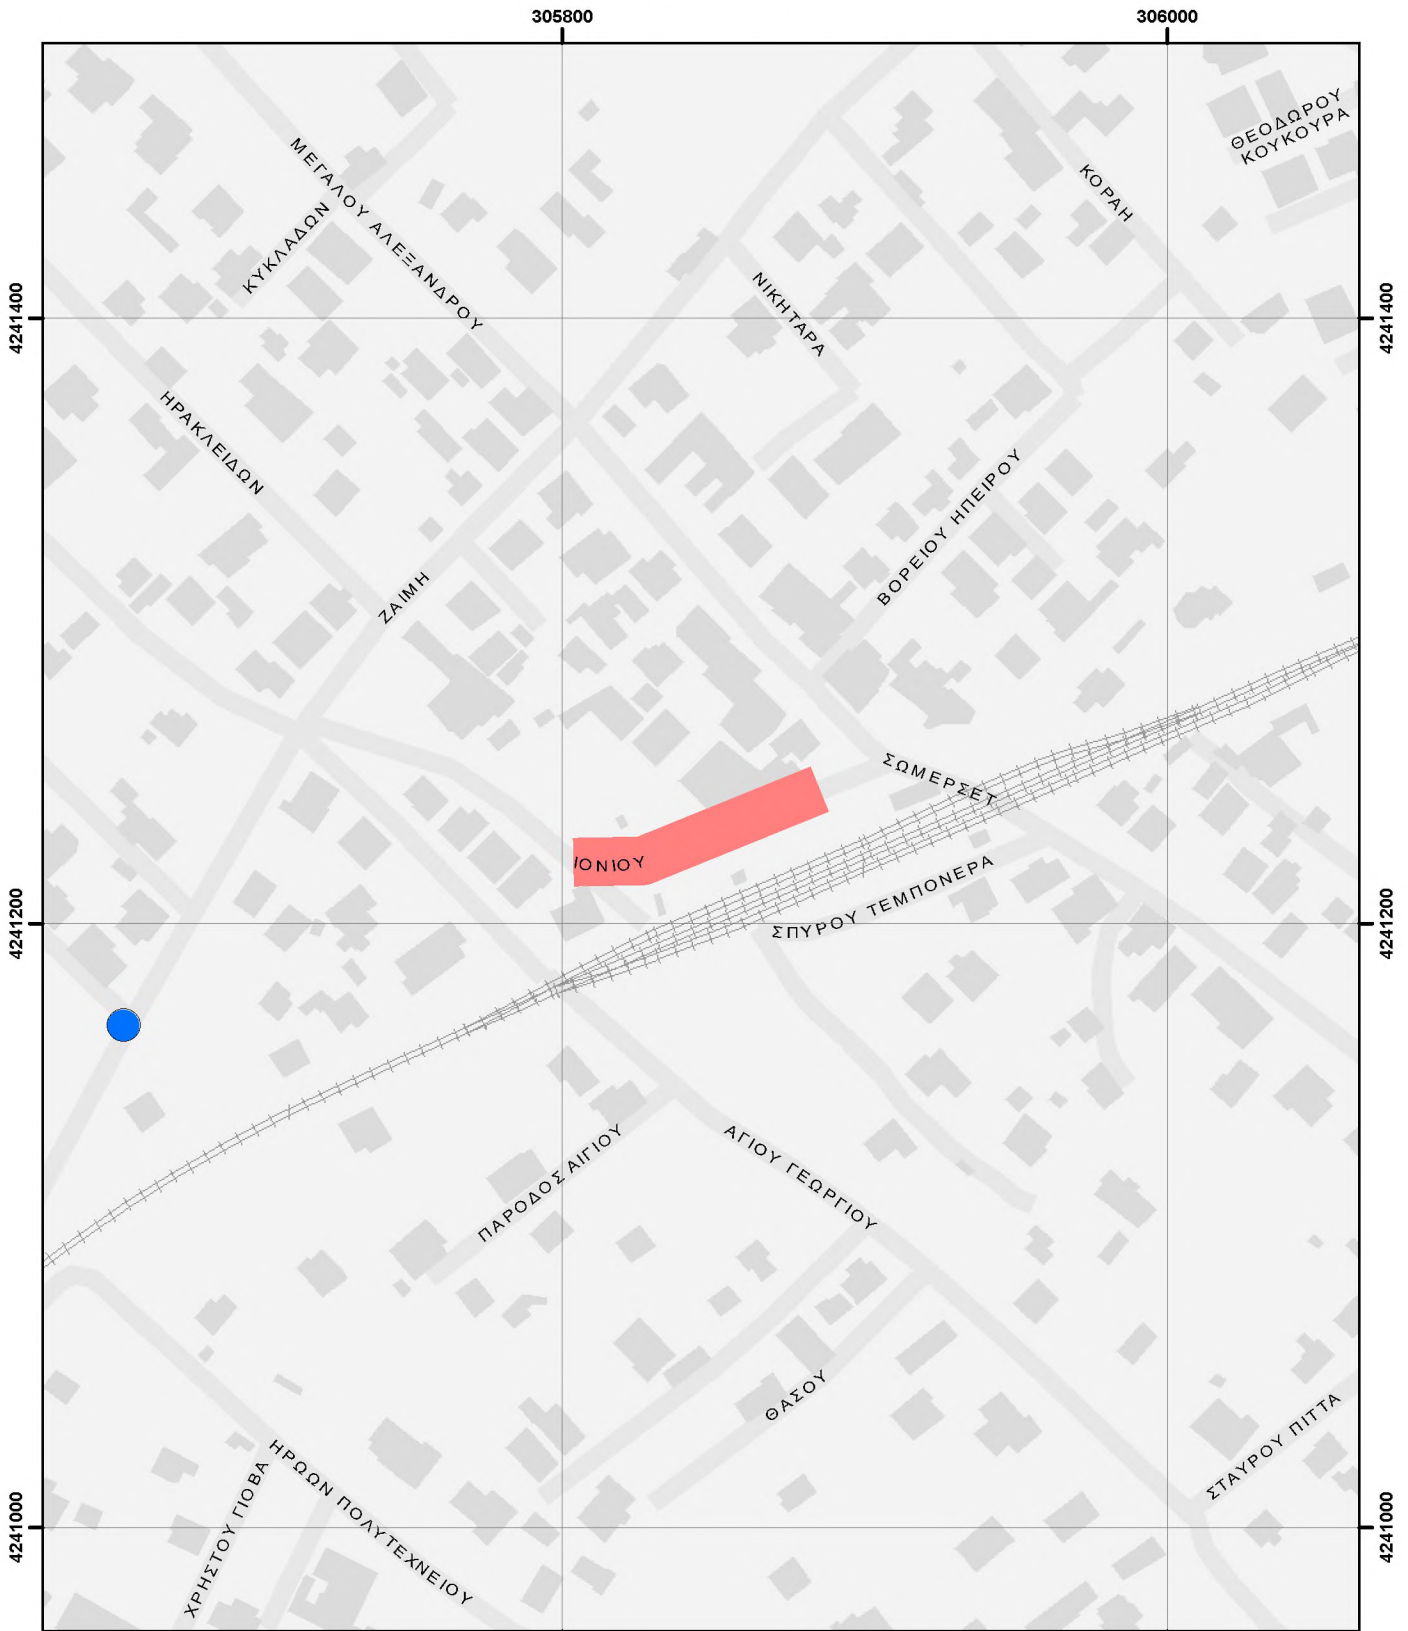 305800
306000
ΘΕΟΔΩΡΟΥ
ΚΟΥΚΟΥΡΑ
ΜΕΓΑΛΟΥ ΑΛΕΞΑΝΔΡΟΥ
ΚΟΡΑΗ
ΚΥΚΛΑΔΩΝ
ΝΙΚΗΤΑΡΑ
4241400
4241400
ΗΡΑΚΛΕΙΔΩΝ
ΒΟΡΕΙΟΥ ΗΠΕΙΡΟΥ
ΖΑΙΜΗ
ΣΩΜΕΡΣΕΤ
ΙΟΝΙΟΥ
ΣΠΥΡΟΥ ΤΕΜΠΟΝΕΡΑ
4241200
4241200
ΠΑΡΟΔΟΣ ΑΙΓΙΟΥ
ΑΓΙΟΥ ΓΕΩΡΓΙΟΥ
ΘΑΣΟΥ
ΣΤΑΥΡΟΥ ΠΙΤΤΑ
ΗΡΩΩΝ ΠΟΛΥΤΕΧΝΕΙΟΥ
ΧΡΗΣΤΟΥ ΓΙΟΒΑ
4241000
4241000